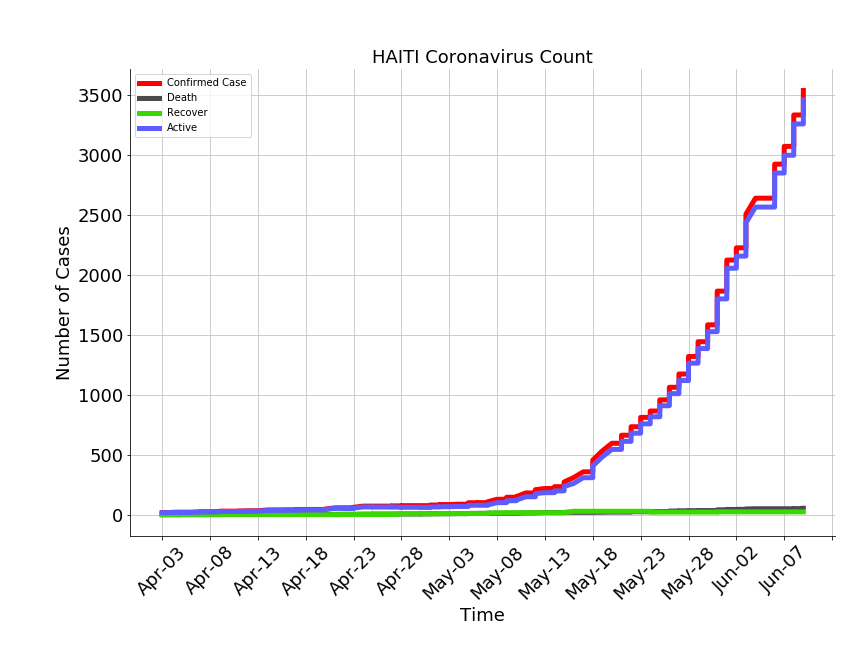 HAITI Coronavirus Count
Confirmed Case
Death
Recover
Active
3500
3000
2500
2000
1500
1000
500
0
Number of Cases
Apr-03
Apr-08
Apr-13
Apr-18
Apr-23
Apr-28
May-03
May-08
May-13
May-18
May-23
May-28
Jun-02
Jun-07
Time